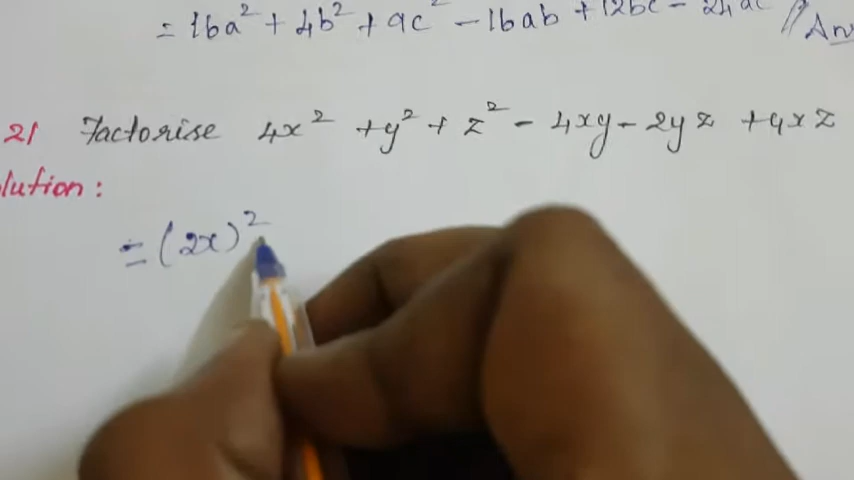 = 16a² + 4b² + 9c² - 16ab + 12bc - 24ac // Ans
21 Factorise 4x² + y² + z² - 4xy - 2yz + 4xz
lution :
= (2x)²